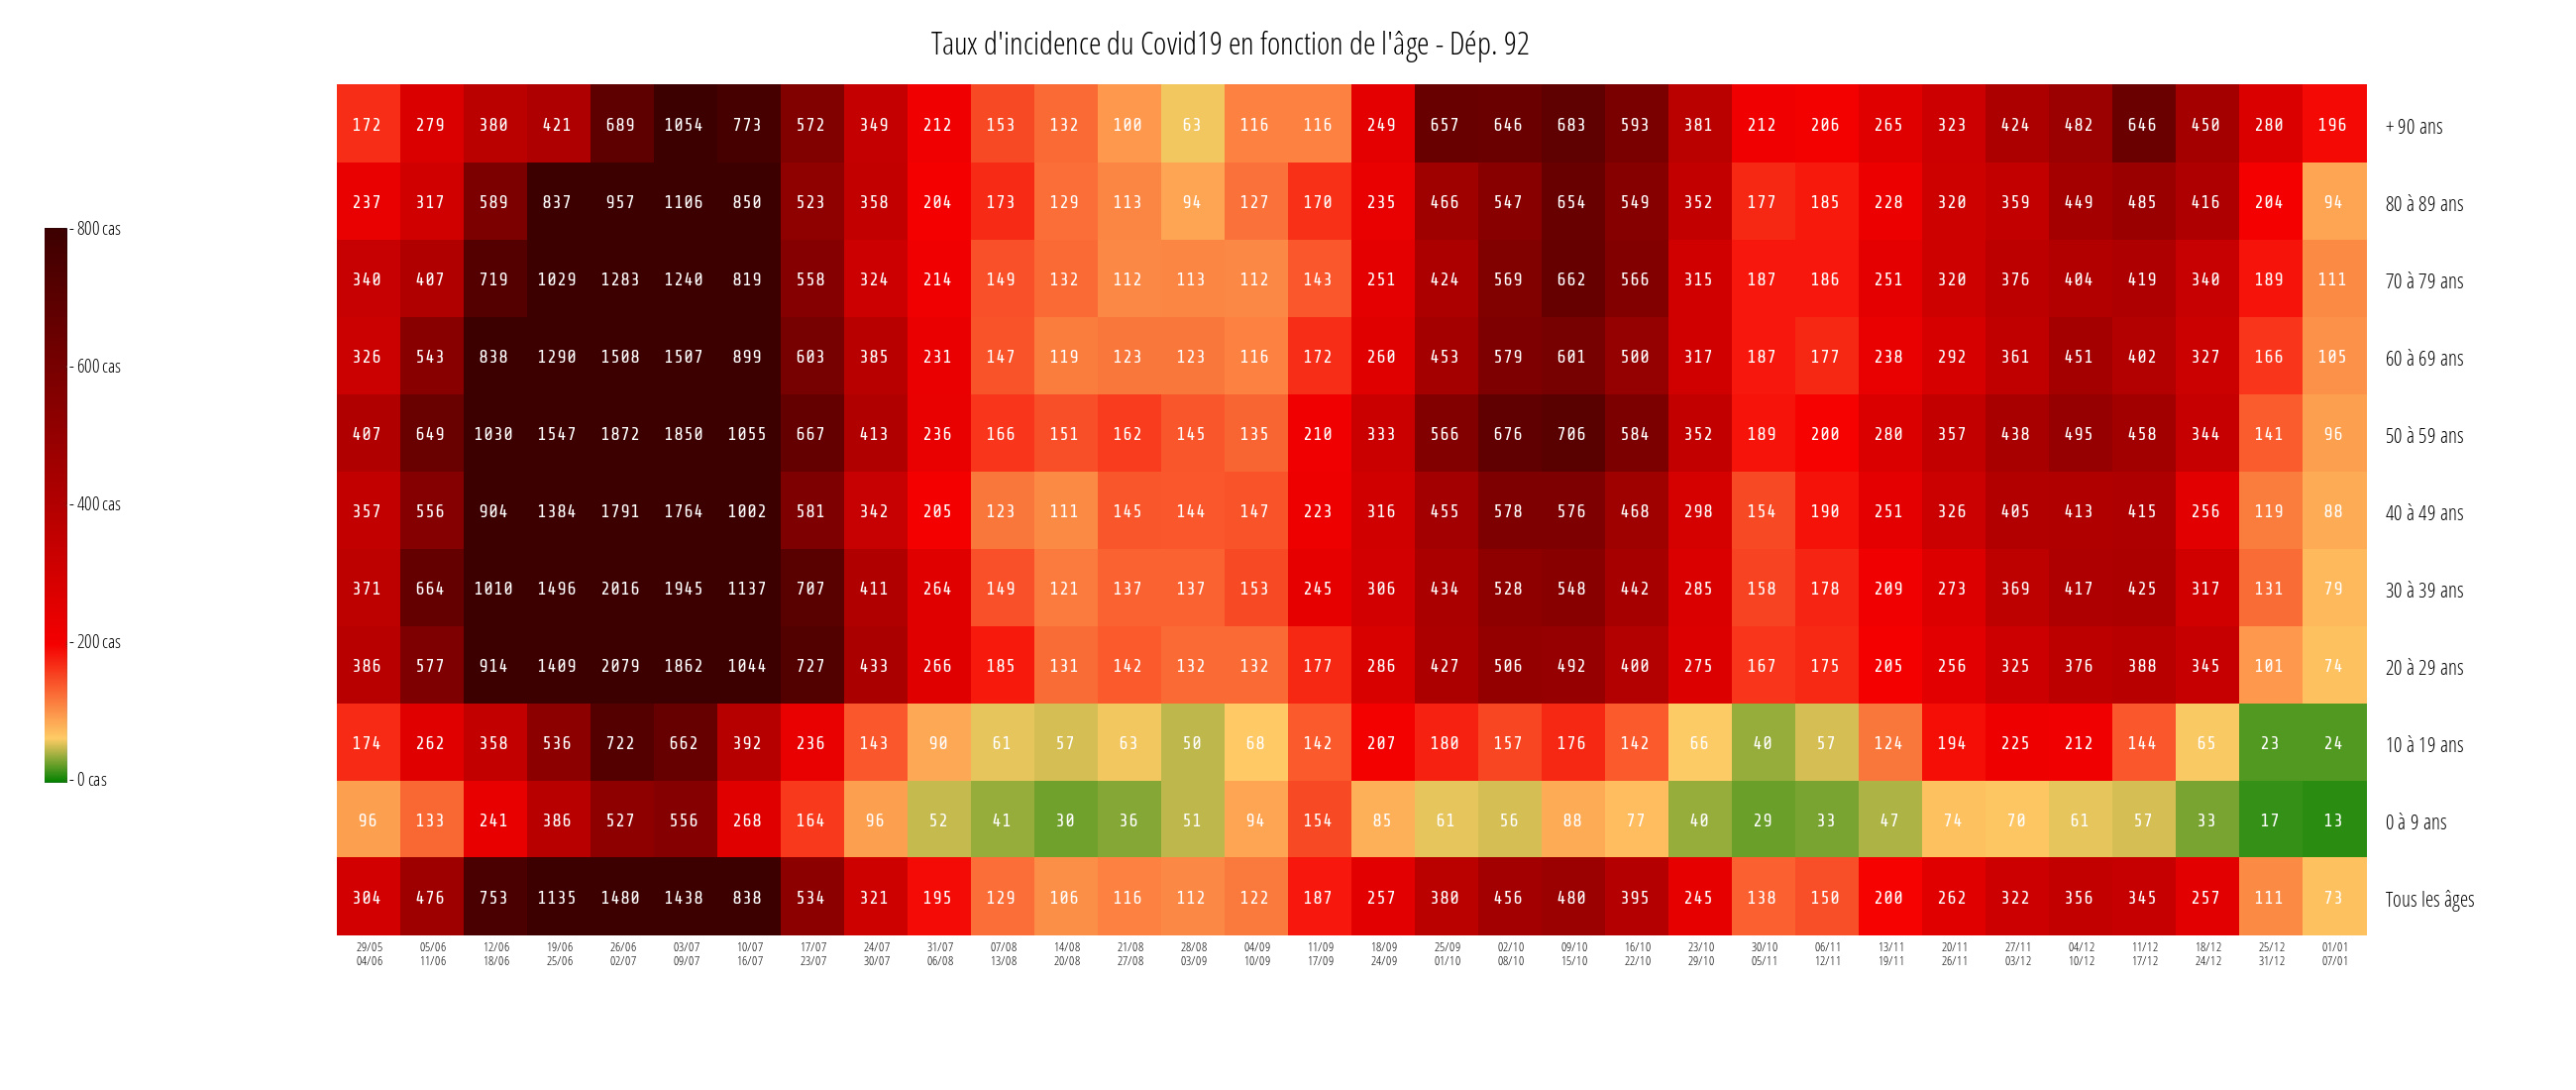 Taux d'incidence du Covid19 en fonction de l'âge - Dép. 92
172 279 380 421 689 1054 773 572 349 212 153 132 100 63 116 116 249 657 646 683 593 381 212 206 265 323 424 482 646 450 280 196 + 90 ans
237 317 589 837 957 1106 850 523 358 204 173 129 113 94 127 170 235 466 547 654 549 352 177 185 228 320 359 449 485 416 204 94 80 à 89 ans
- 800 cas
340 407 719 1029 1283 1240 819 558 324 214 149 132 112 113 112 143 251 424 569 662 566 315 187 186 251 320 376 404 419 340 189 111 70 à 79 ans
326 543 838 1290 1508 1507 899 603 385 231 147 119 123 123 116 172 260 453 579 601 500 317 187 177 238 292 361 451 402 327 166 105 60 à 69 ans
- 600 cas
407 649 1030 1547 1872 1850 1055 667 413 236 166 151 162 145 135 210 333 566 676 706 584 352 189 200 280 357 438 495 458 344 141 96 50 à 59 ans
- 400 cas
357 556 904 1384 1791 1764 1002 581 342 205 123 111 145 144 147 223 316 455 578 576 468 298 154 190 251 326 405 413 415 256 119 88 40 à 49 ans
371 664 1010 1496 2016 1945 1137 707 411 264 149 121 137 137 153 245 306 434 528 548 442 285 158 178 209 273 369 417 425 317 131 79 30 à 39 ans
- 200 cas
386 577 914 1409 2079 1862 1044 727 433 266 185 131 142 132 132 177 286 427 506 492 400 275 167 175 205 256 325 376 388 345 101 74 20 à 29 ans
174 262 358 536 722 662 392 236 143 90 61 57 63 50 68 142 207 180 157 176 142 66 40 57 124 194 225 212 144 65 23 24 10 à 19 ans
- 0 cas
96 133 241 386 527 556 268 164 96 52 41 30 36 51 94 154 85 61 56 88 77 40 29 33 47 74 70 61 57 33 17 13 0 à 9 ans
304 476 753 1135 1480 1438 838 534 321 195 129 106 116 112 122 187 257 380 456 480 395 245 138 150 200 262 322 356 345 257 111 73 Tous les âges
29/05 05/06 12/06 19/06 26/06 03/07 10/07 17/07 24/07 31/07 07/08 14/08 21/08 28/08 04/09 11/09 18/09 25/09 02/10 09/10 16/10 23/10 30/10 06/11 13/11 20/11 27/11 04/12 11/12 18/12 25/12 01/01
04/06 11/06 18/06 25/06 02/07 09/07 16/07 23/07 30/07 06/08 13/08 20/08 27/08 03/09 10/09 17/09 24/09 01/10 08/10 15/10 22/10 29/10 05/11 12/11 19/11 26/11 03/12 10/12 17/12 24/12 31/12 07/01